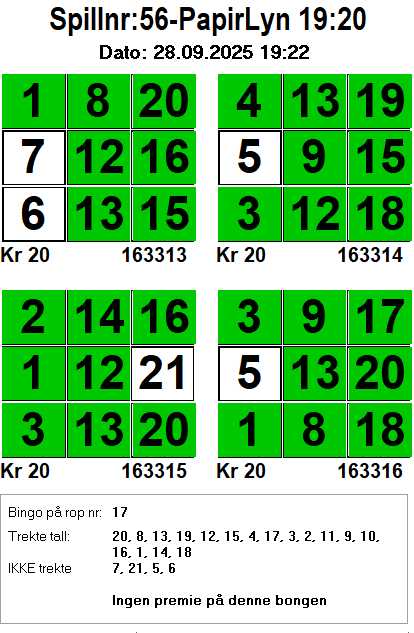 Spillnr:56-PapirLyn 19:20
Dato: 28.09.2025 19:22
1 8 20 4 13 19
7 12 16 5 9 15
6 13 15 3 12 18
Kr 20 163313 Kr 20 163314
2 14 16 3 9 17
1 12 21 5 13 20
3 13 20 1 8 18
Kr 20 163315 Kr 20 163316
Bingo på rop nr: 17
Trekte tall: 20, 8, 13, 19, 12, 15, 4, 17, 3, 2, 11, 9, 10,
16, 1, 14, 18
IKKE trekte 7, 21, 5, 6
Ingen premie på denne bongen